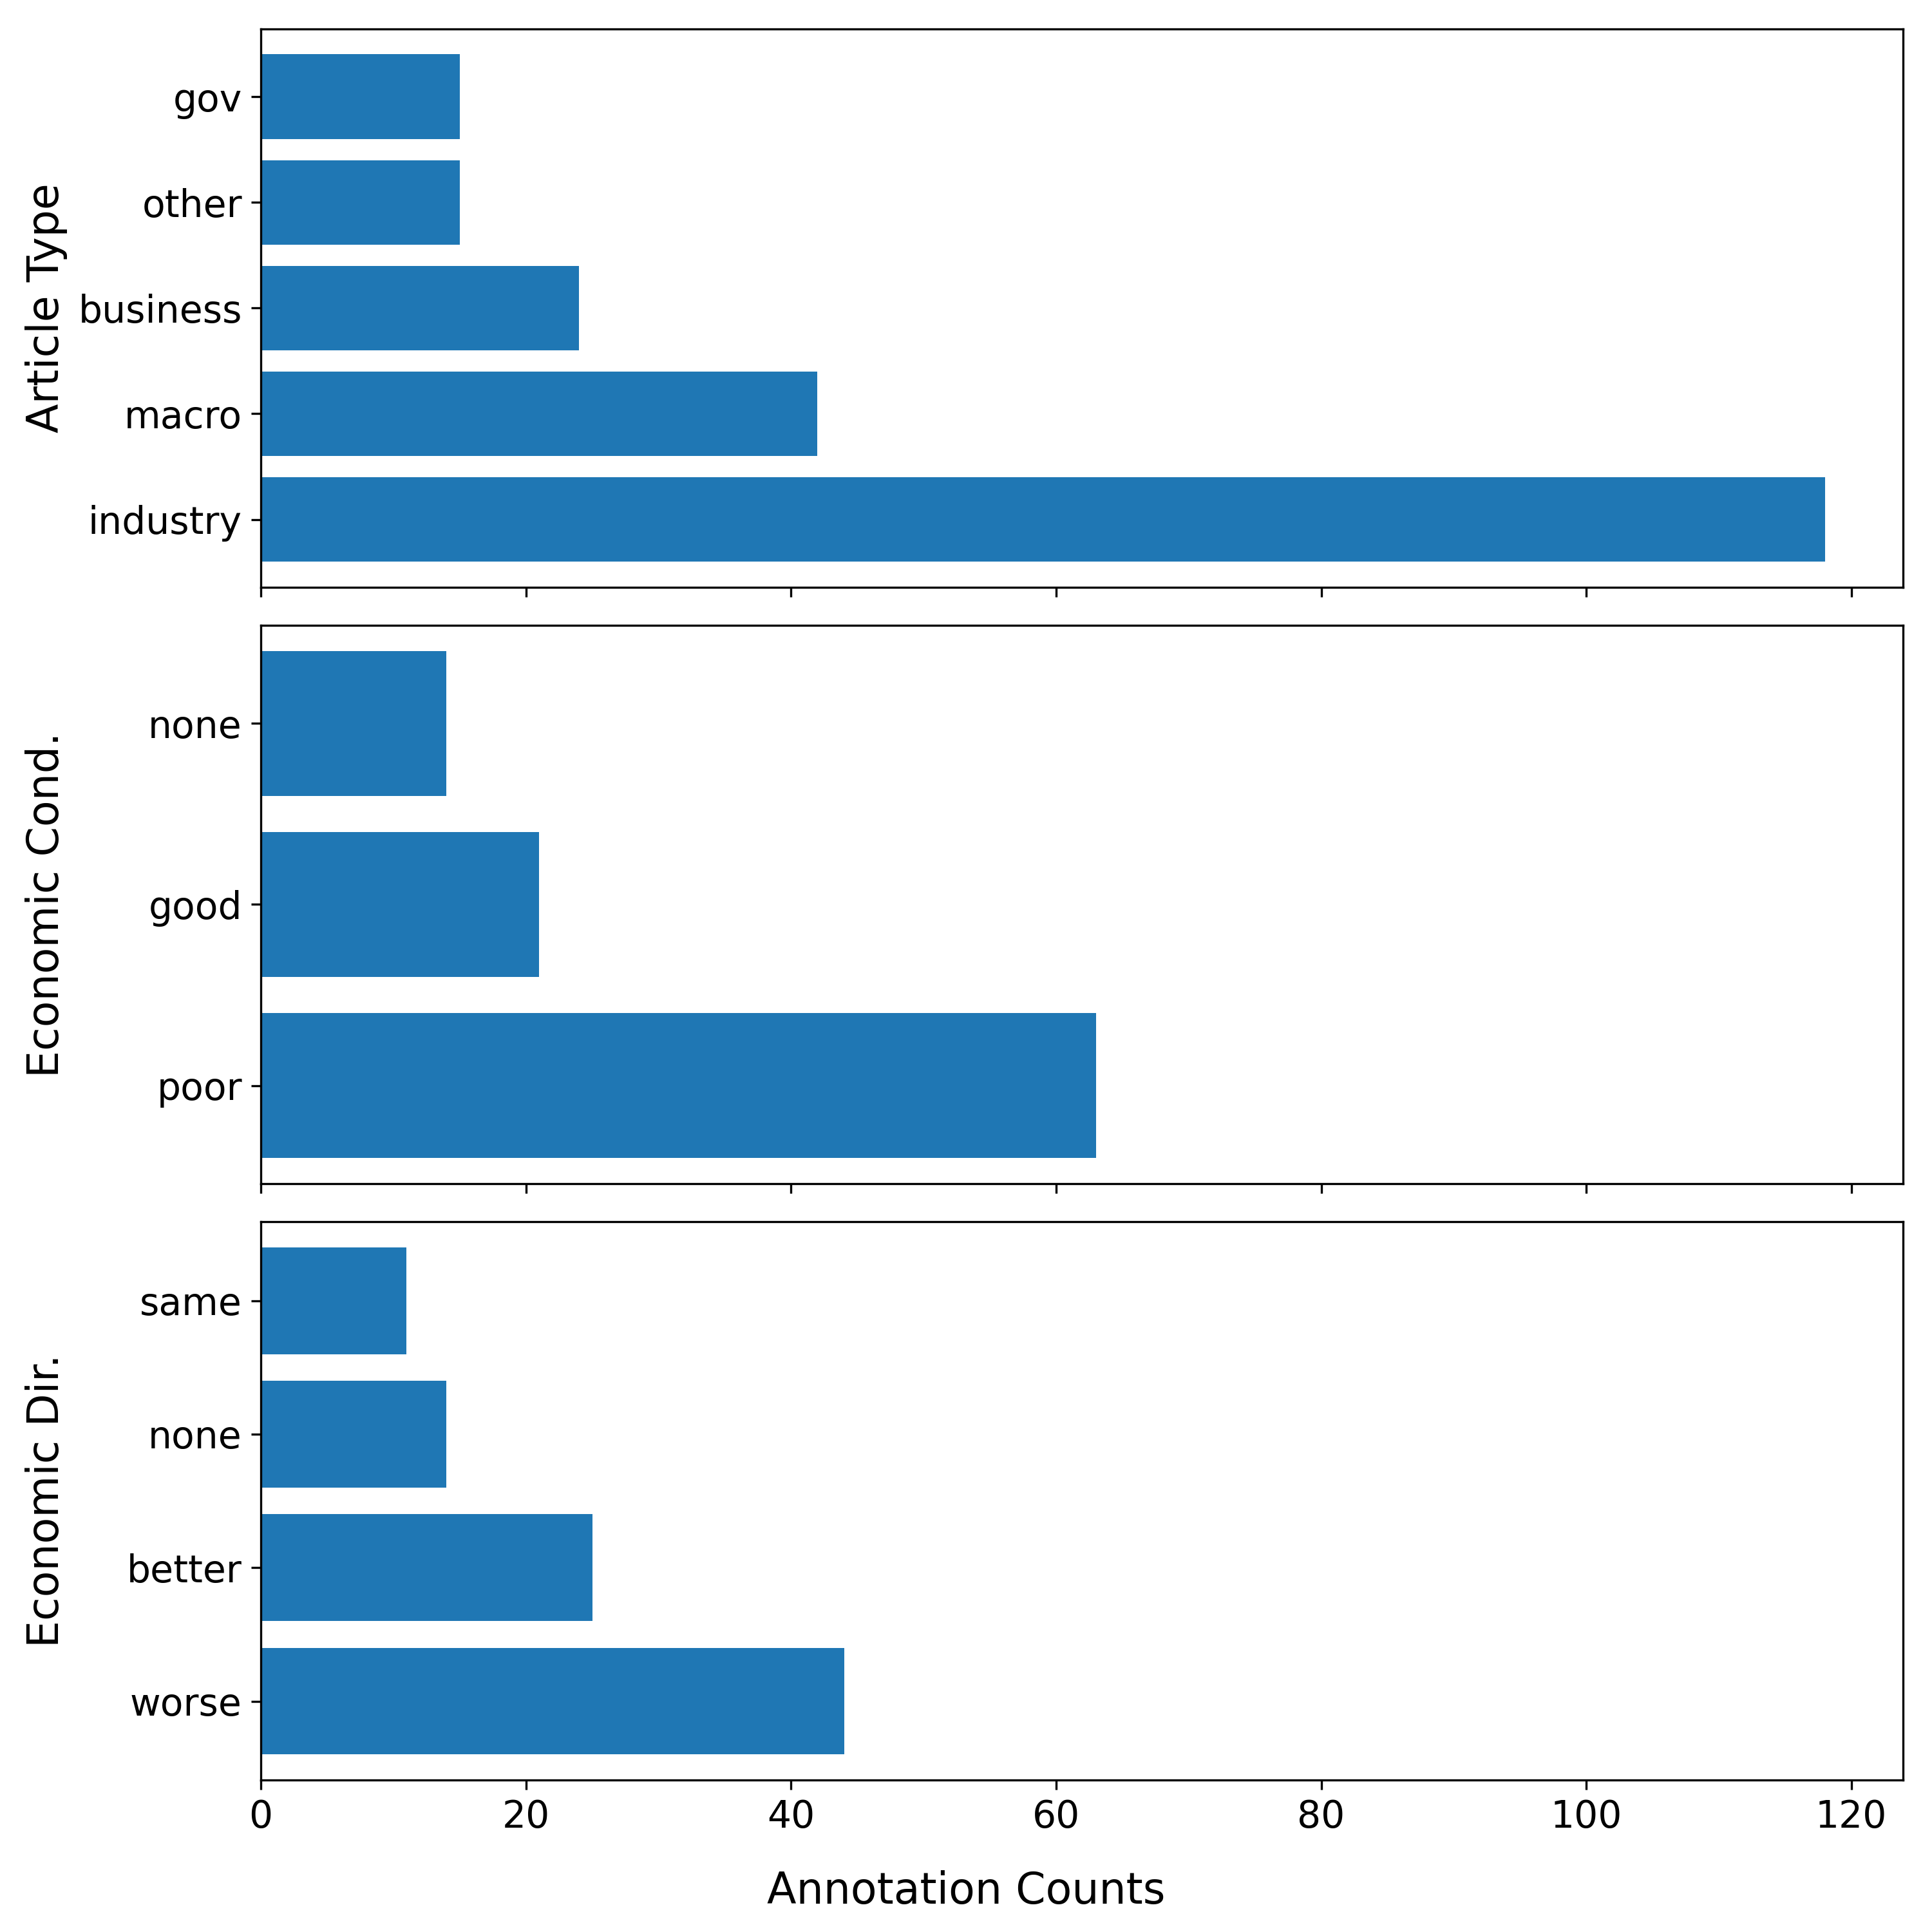 Article Type
gov
other
business
macro
industry
Economic Cond.
none
good
poor
Economic Dir.
same
none
better
worse
0 20 40 60 80 100 120
Annotation Counts